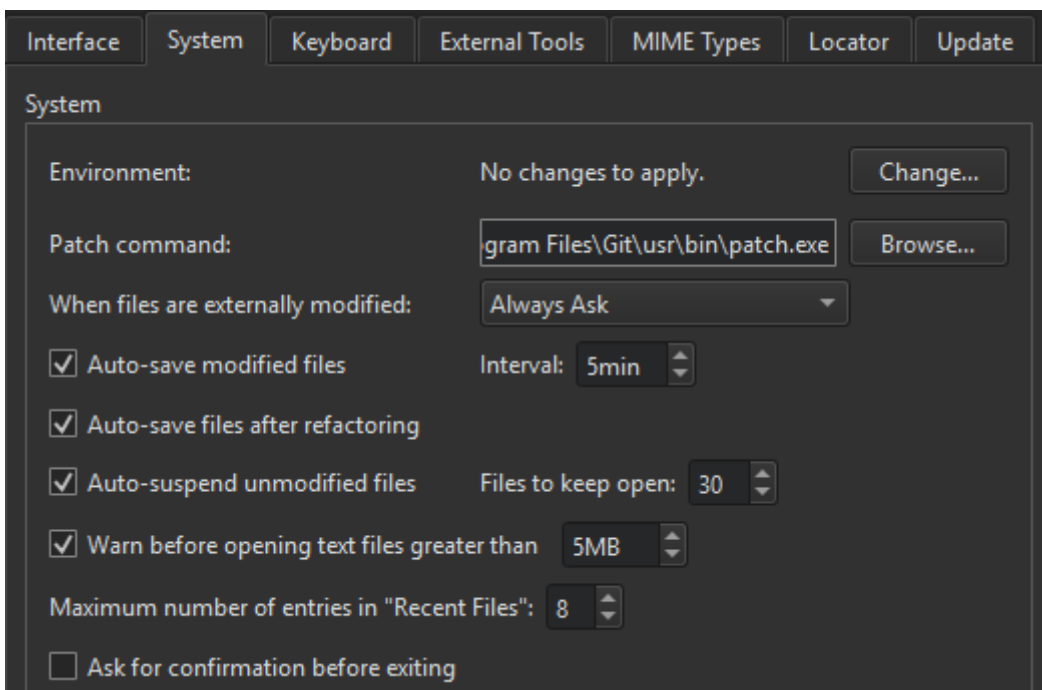 Interface System Keyboard External Tools MIME Types Locator Update
System
Environment: No changes to apply. Change...
Patch command: gram Files\Git\usr\bin\patch.exe Browse...
When files are externally modified: Always Ask
Auto-save modified files Interval: 5min
Auto-save files after refactoring
Auto-suspend unmodified files Files to keep open: 30
Warn before opening text files greater than 5MB
Maximum number of entries in "Recent Files": 8
Ask for confirmation before exiting